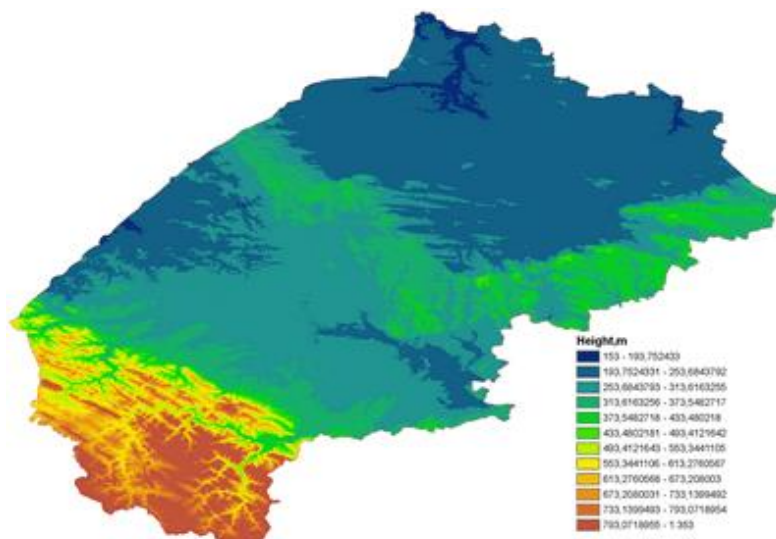 Height,m
153 - 193,752433
193,7524331 - 253,6843792
253,6843793 - 313,6163255
313,6163256 - 373,5482717
373,5482718 - 433,480218
433,4802181 - 493,4121642
493,4121643 - 553,3441105
553,3441106 - 613,2760567
613,2760568 - 673,208003
673,2080031 - 733,1399492
733,1399493 - 793,0718954
793,0718955 - 1 353